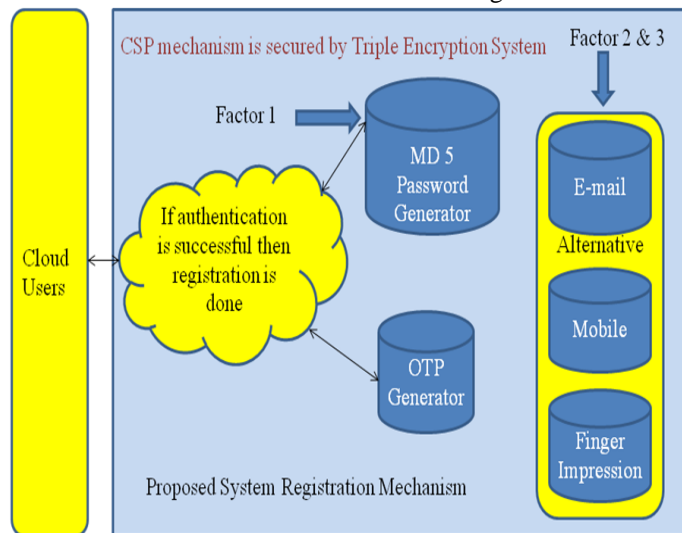 CSP mechanism is secured by Triple Encryption System
Factor 2 & 3
Factor 1
MD 5
Password
Generator
E-mail
Alternative
If authentication
is successful then
registration is
done
Cloud
Users
Mobile
OTP
Generator
Finger
Impression
Proposed System Registration Mechanism